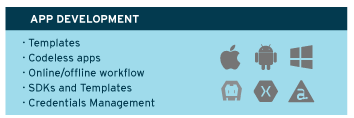 APP DEVELOPMENT
· Templates
· Codeless apps
· Online/offline workflow
· SDKs and Templates
· Credentials Management